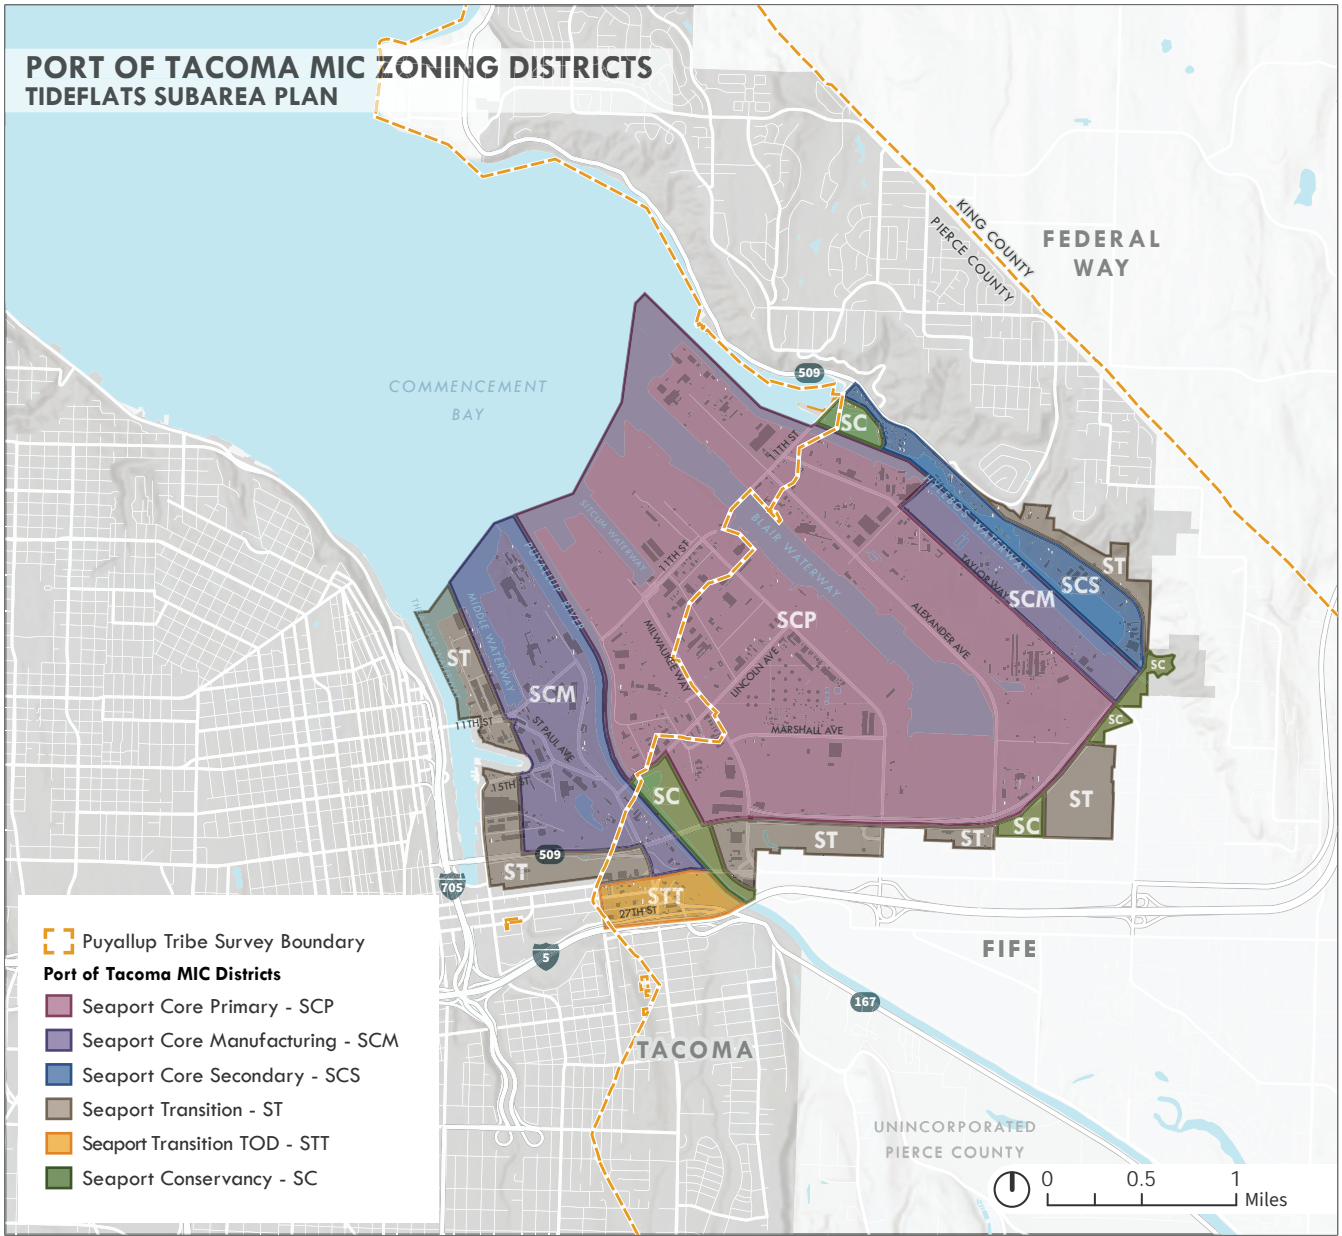 PORT OF TACOMA MIC ZONING DISTRICTS
TIDEFLATS SUBAREA PLAN
KING COUNTY
PIERCE COUNTY
FEDERAL
WAY
COMMENCEMENT
BAY
509
SC
11TH ST
HYLEBOS WATERWAY
SITCUM WATERWAY
BLAIR WATERWAY
11TH ST
PUYALLUP RIVER
TAYLOR WAY
ST
SCS
SCM
MIDDLE WATERWAY
SCP
ALEXANDER AVE
MILWAUKEE WAY
LINCOLN AVE
ST
SC
SCM
SC
11TH ST
ST PAUL AVE
MARSHALL AVE
15TH ST
SC
ST
SC
ST
ST
509
ST
705
STT
27TH ST
5
FIFE
167
TACOMA
UNINCORPORATED
PIERCE COUNTY
Puyallup Tribe Survey Boundary
Port of Tacoma MIC Districts
Seaport Core Primary - SCP
Seaport Core Manufacturing - SCM
Seaport Core Secondary - SCS
Seaport Transition - ST
Seaport Transition TOD - STT
Seaport Conservancy - SC
0 0.5 1
Miles